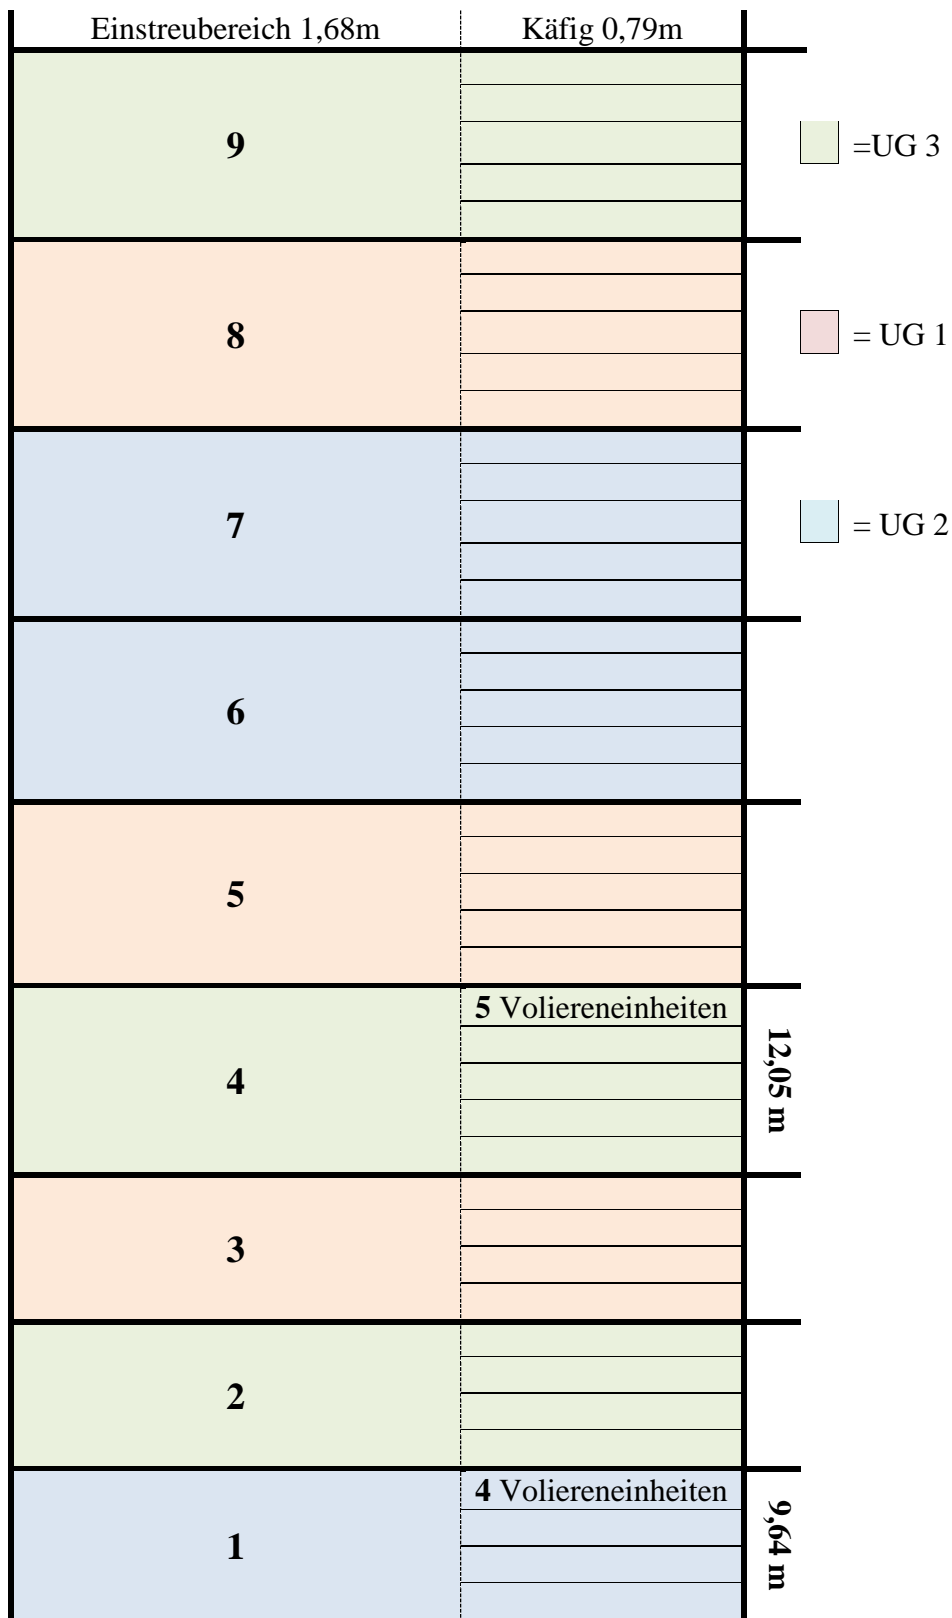 Einstreubereich 1,68m
Käfig 0,79m
9
=UG 3
8
= UG 1
7
= UG 2
6
5
5 Voliereneinheiten
12,05 m
4
3
2
4 Voliereneinheiten
9,64 m
1